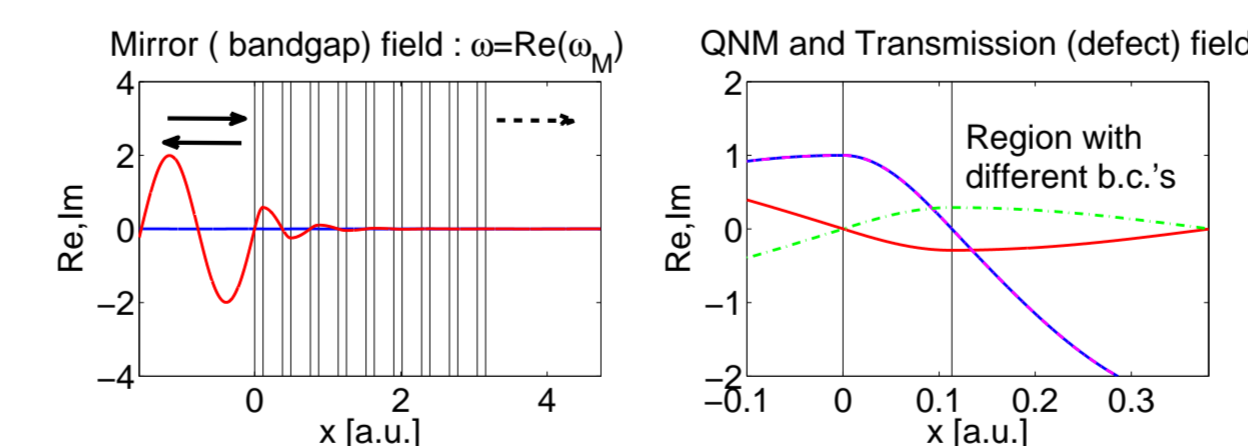 Mirror ( bandgap) field : ω=Re(ω_M)
4
2
0
−2
−4
Re,Im
0
2
4
x [a.u.]
QNM and Transmission (defect) field
2
1
0
−1
−2
Re,Im
Region with
different b.c.'s
−0.1
0
0.1
0.2
0.3
x [a.u.]